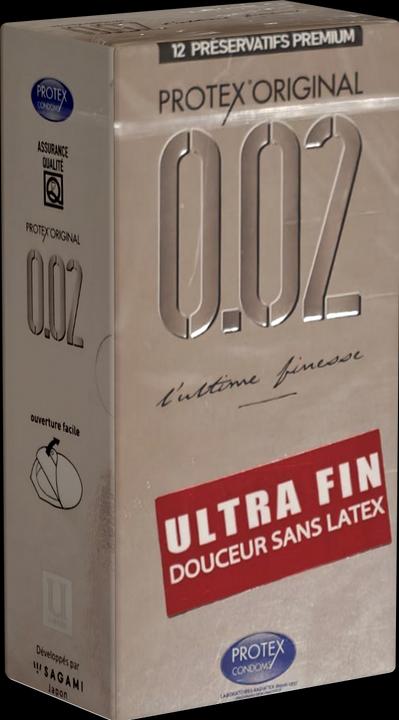 12 PRÉSERVATIFS PREMIUM
PROTEX® ORIGINAL
0.02
l'ultime finesse
ULTRA FIN
DOUCEUR SANS LATEX
PROTEX
CONDOMS
PROTEX
CONDOMS
ASSURANCE
QUALITÉ
Q
PROTEX® ORIGINAL
0.02
ouverture facile
Développés par
SAGAMI
Japon